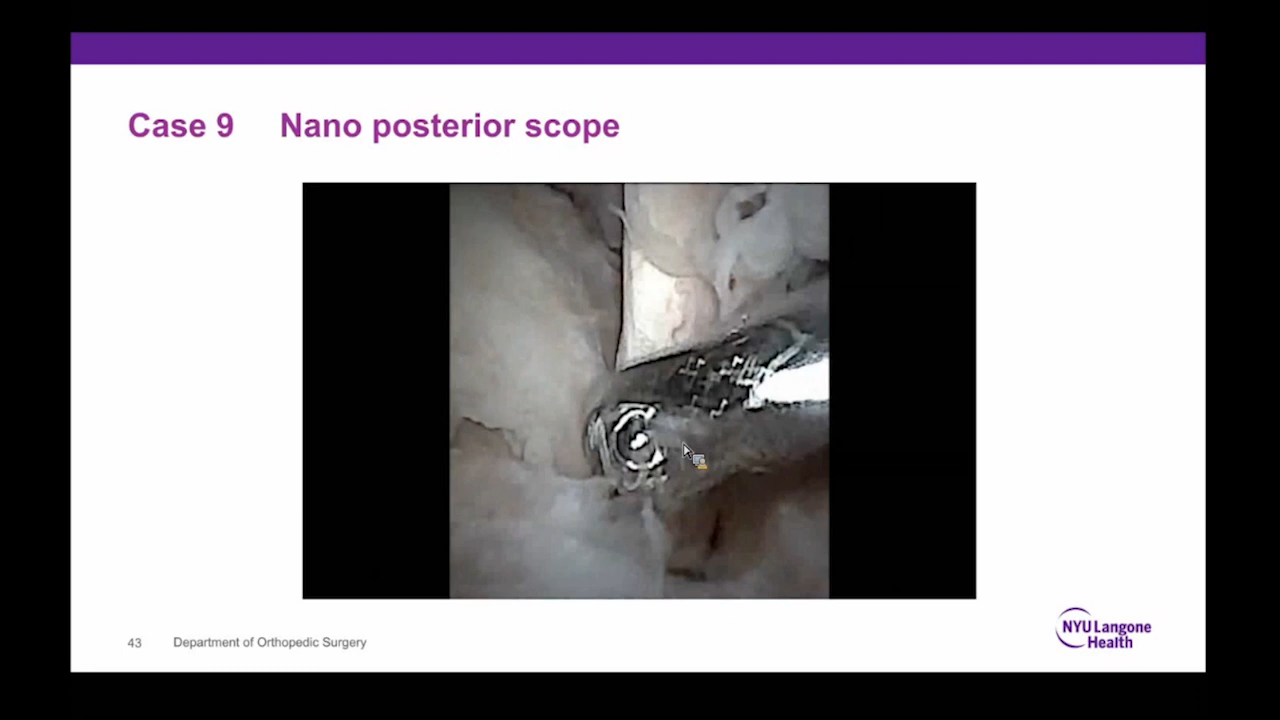 Case 9 Nano posterior scope
43 Department of Orthopedic Surgery
NYU Langone
Health